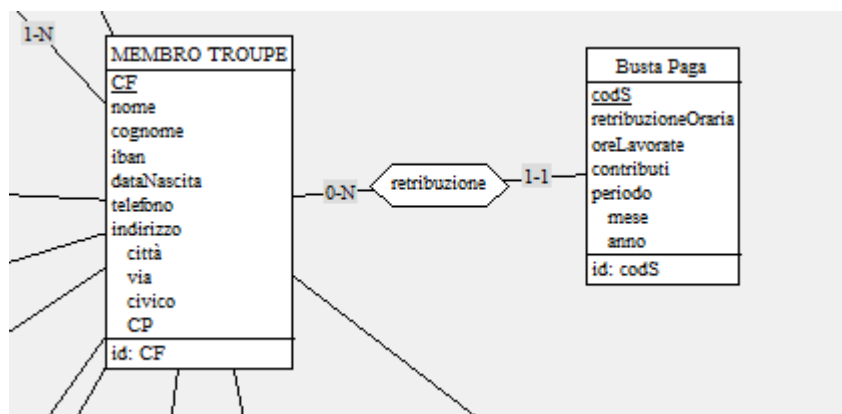 1-N
MEMBRO TROUPE
CF
nome
cognome
iban
dataNascita
telefono
indirizzo
città
via
civico
CP
id: CF
0-N
retribuzione
1-1
Busta Paga
codS
retribuzioneOraria
oreLavorate
contributi
periodo
mese
anno
id: codS